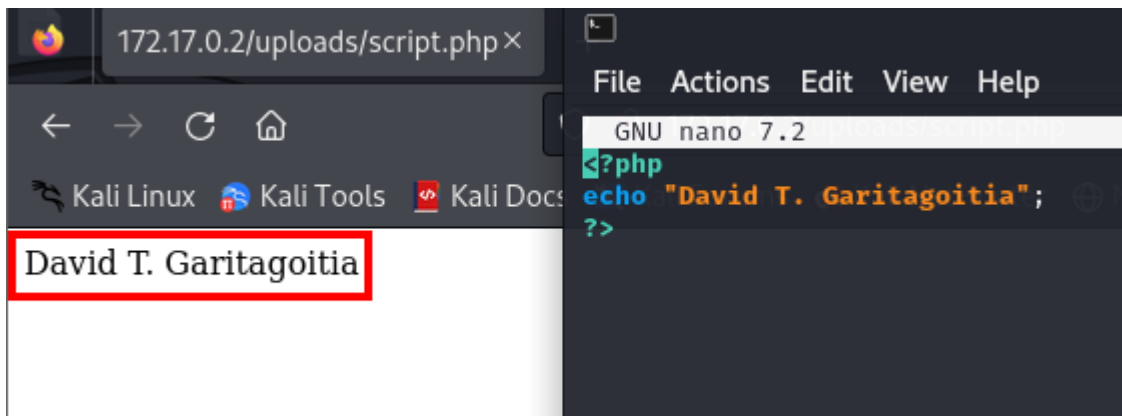 172.17.0.2/uploads/script.php
Kali Linux Kali Tools Kali Docs
David T. Garitagoitia
File Actions Edit View Help
GNU nano 7.2
<?php
echo "David T. Garitagoitia";
?>